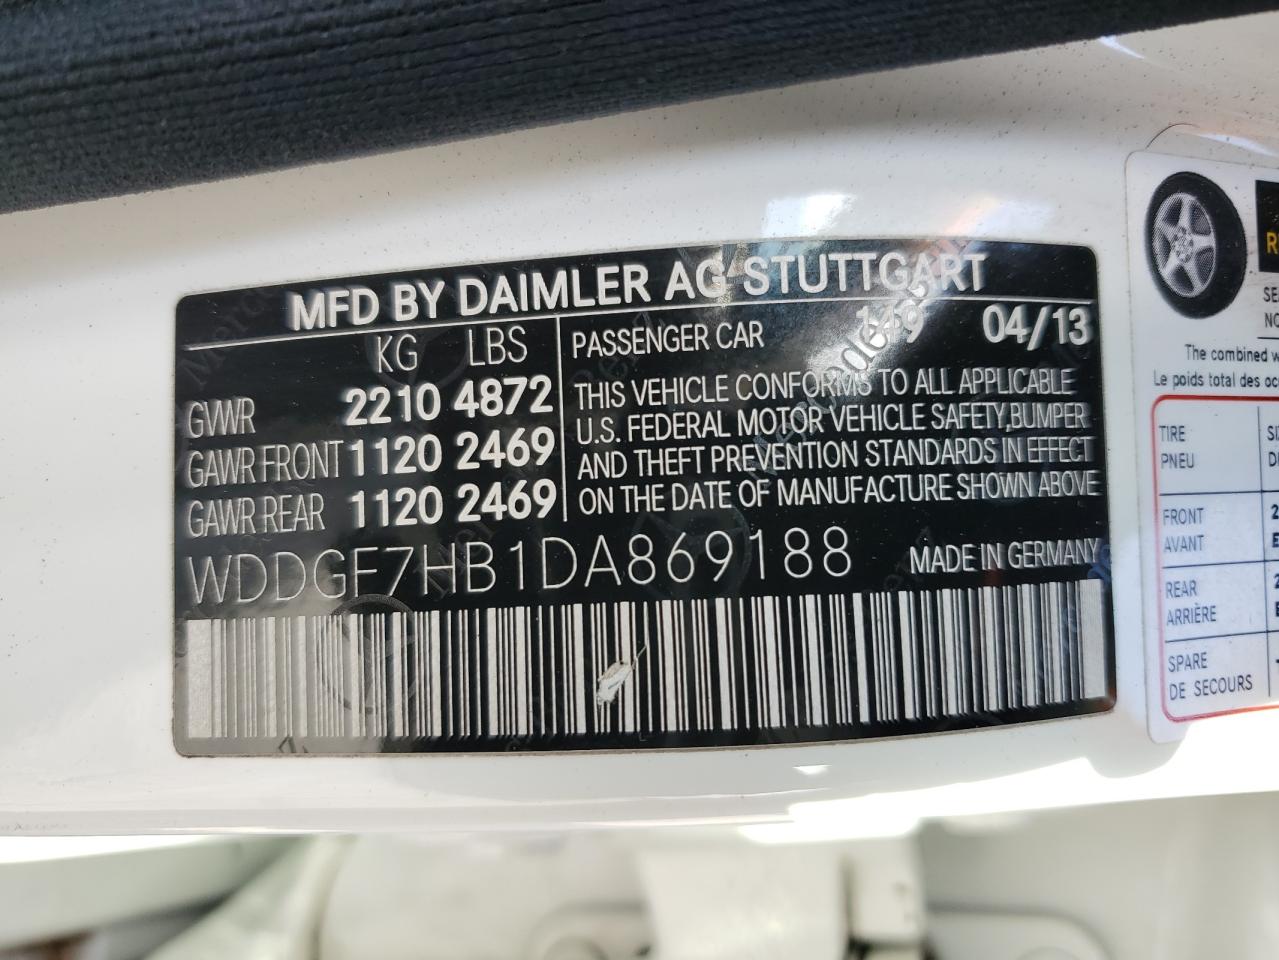 MFD BY DAIMLER AG STUTTGART
KG LBS
GVWR 2210 4872
GAWR FRONT 1120 2469
GAWR REAR 1120 2469
PASSENGER CAR 149 04/13
THIS VEHICLE CONFORMS TO ALL APPLICABLE
U.S. FEDERAL MOTOR VEHICLE SAFETY,BUMPER
AND THEFT PREVENTION STANDARDS IN EFFECT
ON THE DATE OF MANUFACTURE SHOWN ABOVE
WDDGF7HB1DA869188 MADE IN GERMANY
The combined
Le poids total des
TIRE
PNEU
FRONT
AVANT
REAR
ARRIÈRE
SPARE
DE SECOURS